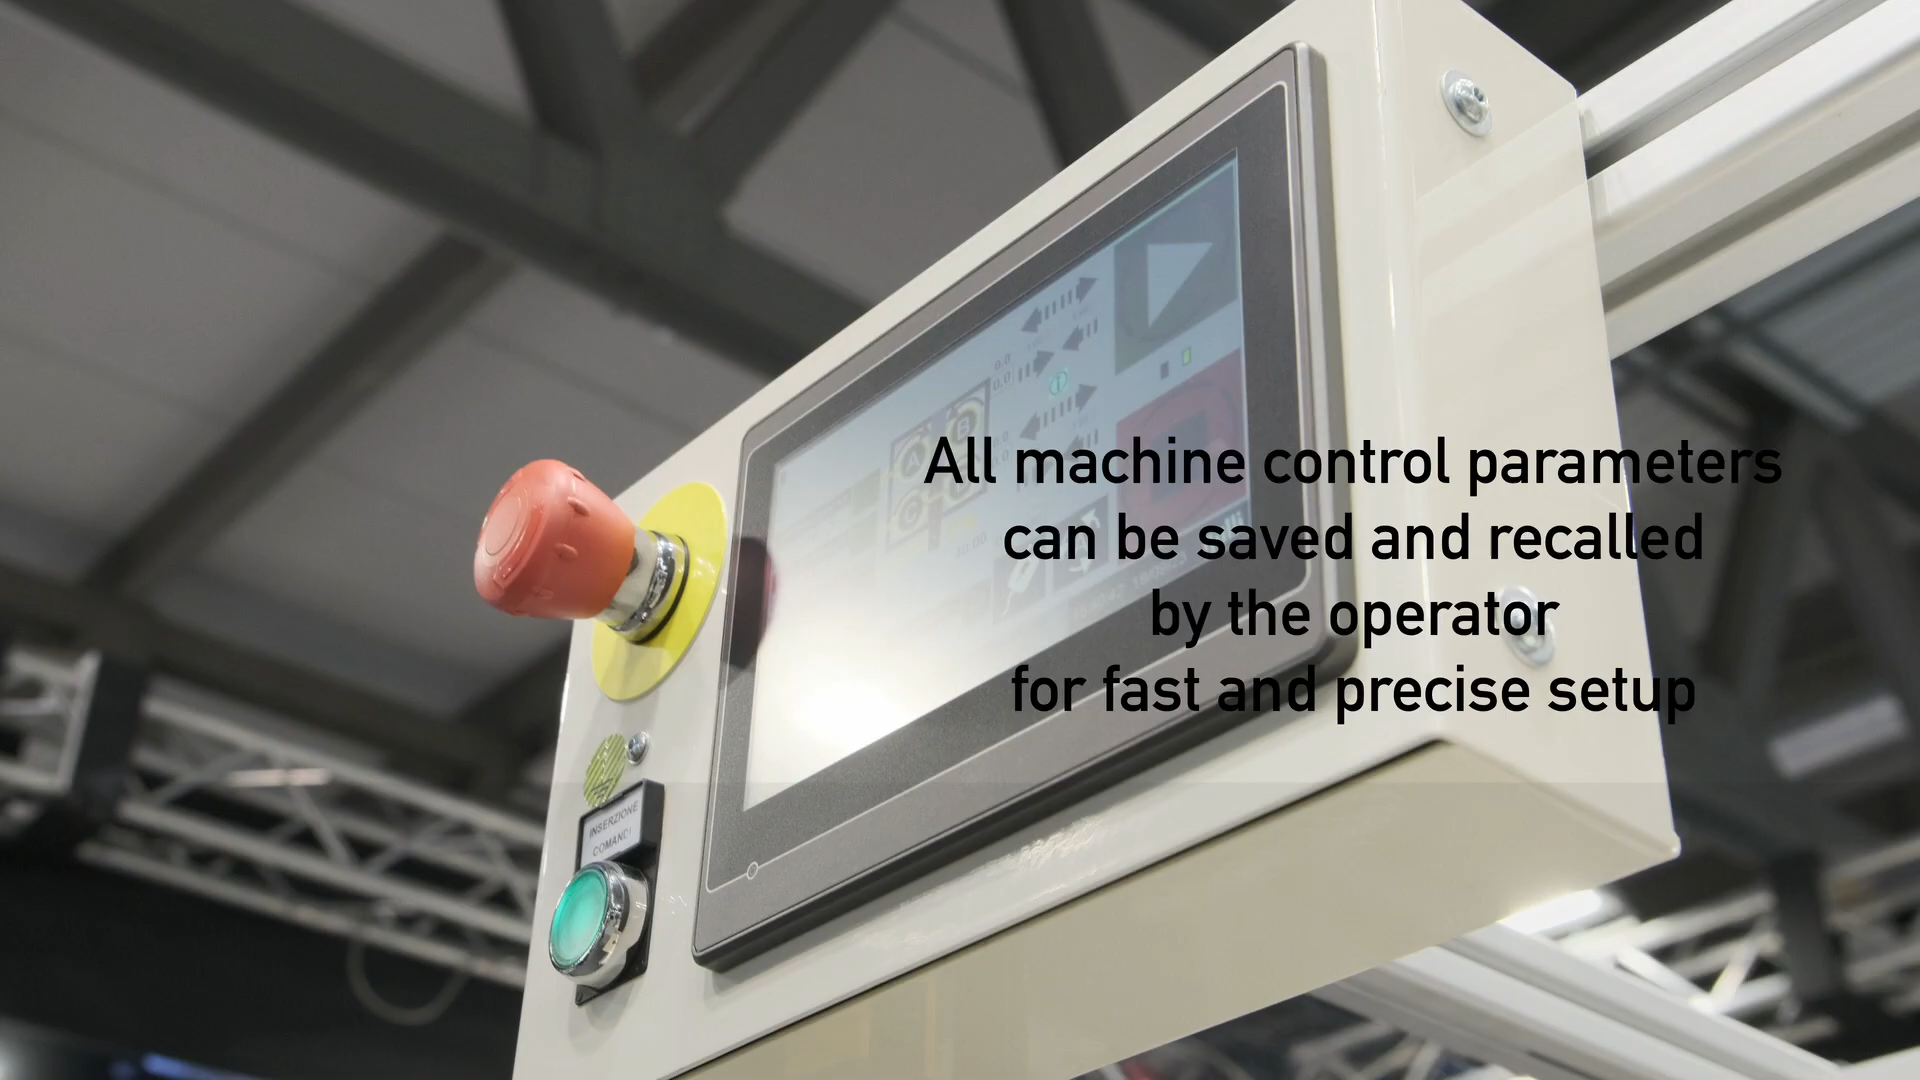 All machine control parameters
can be saved and recalled
by the operator
for fast and precise setup
INSERZIONE
COMANDI